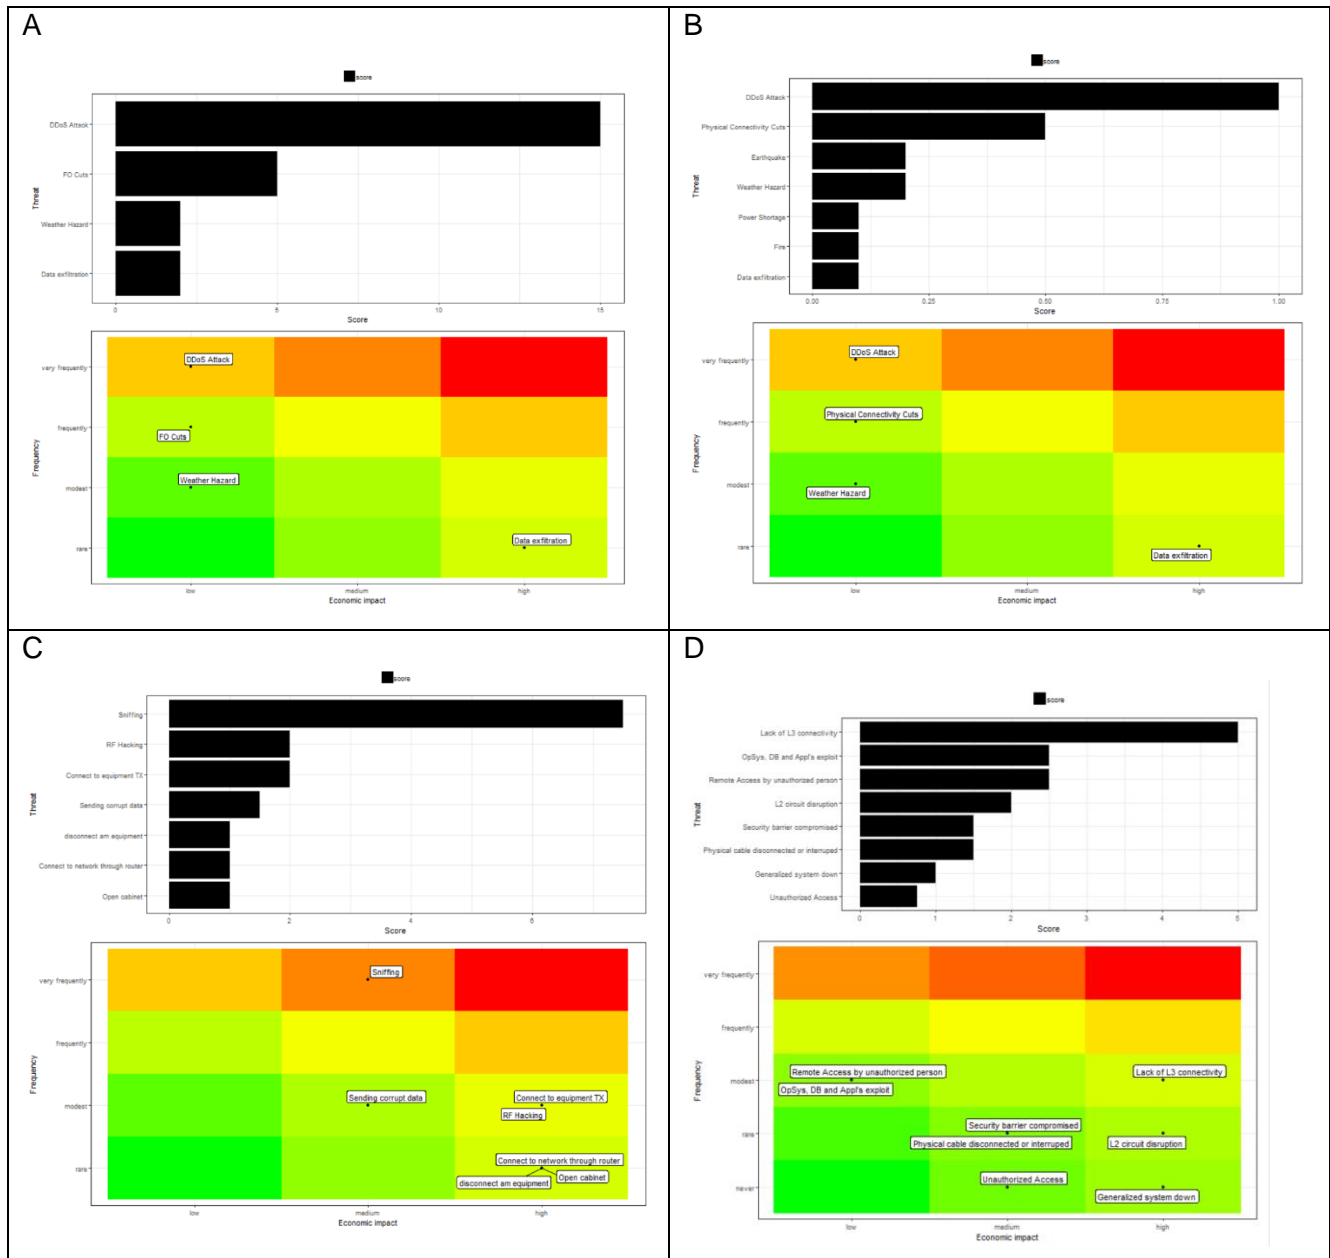 A
score
DDoS Attack
FO Cuts
Weather Hazard
Data exfiltration
Threat
0 5 10 15
Score
very frequently
frequently
modest
rare
Frequency
DDoS Attack
FO Cuts
Weather Hazard
Data exfiltration
low medium high
Economic impact
B
score
DDoS Attack
Physical Connectivity Cuts
Earthquake
Weather Hazard
Power Shortage
Fire
Data exfiltration
Threat
0.00 0.25 0.50 0.75 1.00
Score
very frequently
frequently
modest
rare
Frequency
DDoS Attack
Physical Connectivity Cuts
Weather Hazard
Data exfiltration
low medium high
Economic impact
C
score
Sniffing
RF Hacking
Connect to equipment TX
Sending corrupt data
disconnect am equipment
Connect to network through router
Open cabinet
Threat
0 2 4 6
Score
very frequently
frequently
modest
rare
Frequency
Sniffing
Sending corrupt data
Connect to equipment TX
RF Hacking
Connect to network through router
disconnect am equipment
Open cabinet
low medium high
Economic impact
D
score
Lack of L3 connectivity
OpSys, DB and Appl's exploit
Remote Access by unauthorized person
L2 circuit disruption
Security barrier compromised
Physical cable disconnected or interruped
Generalized system down
Unauthorized Access
Threat
0 1 2 3 4 5
Score
very frequently
frequently
modest
rare
never
Frequency
Remote Access by unauthorized person
OpSys, DB and Appl's exploit
Lack of L3 connectivity
Security barrier compromised
Physical cable disconnected or interruped
L2 circuit disruption
Unauthorized Access
Generalized system down
low medium high
Economic impact